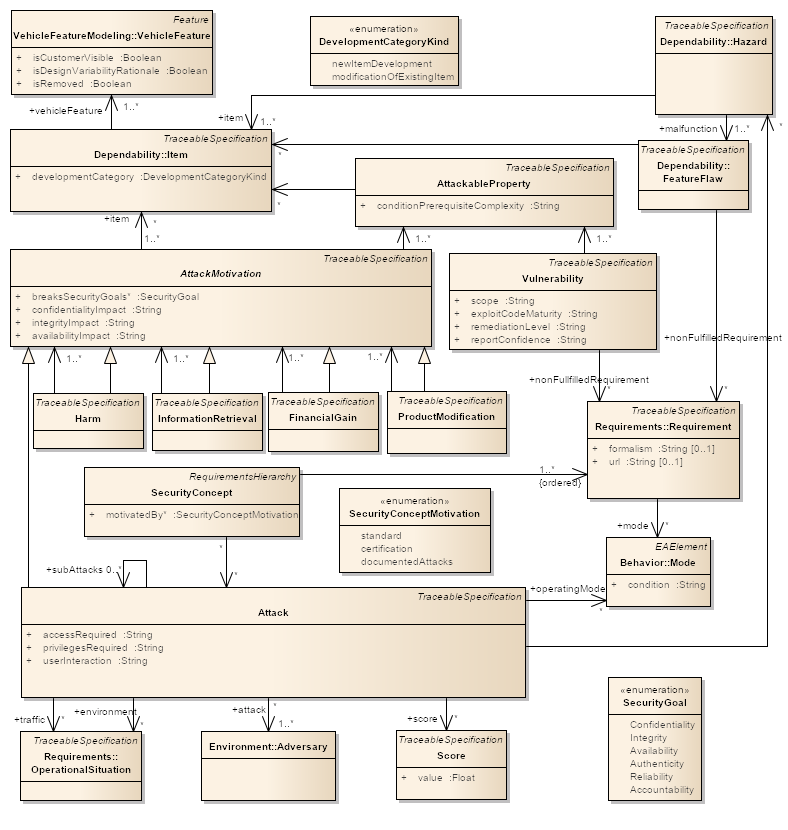 Feature
VehicleFeatureModeling::VehicleFeature
+ isCustomerVisible :Boolean
+ isDesignVariabilityRationale :Boolean
+ isRemoved :Boolean
«enumeration»
DevelopmentCategoryKind
newItemDevelopment
modificationOfExistingItem
TraceableSpecification
Dependability::Hazard
+vehicleFeature 1..*
+item 1..*
*
+malfunction 1..*
TraceableSpecification
Dependability::Item
+ developmentCategory :DevelopmentCategoryKind
*
*
TraceableSpecification
Dependability::
FeatureFlaw
TraceableSpecification
AttackableProperty
+ conditionPrerequisiteComplexity :String
+item *
1..*
1..*
1..*
TraceableSpecification
AttackMotivation
+ breaksSecurityGoals* :SecurityGoal
+ confidentialityImpact :String
+ integrityImpact :String
+ availabilityImpact :String
TraceableSpecification
Vulnerability
+ scope :String
+ exploitCodeMaturity :String
+ remediationLevel :String
+ reportConfidence :String
+nonFulfilledRequirement
*
+nonFullfilledRequirement
*
1..*
1..*
1..*
1..*
TraceableSpecification
Harm
TraceableSpecification
InformationRetrieval
TraceableSpecification
FinancialGain
TraceableSpecification
ProductModification
TraceableSpecification
Requirements::Requirement
+ formalism :String [0..1]
+ url :String [0..1]
RequirementsHierarchy
SecurityConcept
+ motivatedBy* :SecurityConceptMotivation
1..*
{ordered}
«enumeration»
SecurityConceptMotivation
standard
certification
documentedAttacks
+mode *
EAElement
Behavior::Mode
+ condition :String
*
*
+subAttacks 0..*
+operatingMode
*
TraceableSpecification
Attack
+ accessRequired :String
+ privilegesRequired :String
+ userInteraction :String
«enumeration»
SecurityGoal
Confidentiality
Integrity
Availability
Authenticity
Reliability
Accountability
+traffic *
+environment
*
+attack *
1..*
+score *
TraceableSpecification
Requirements::
OperationalSituation
Environment::Adversary
TraceableSpecification
Score
+ value :Float